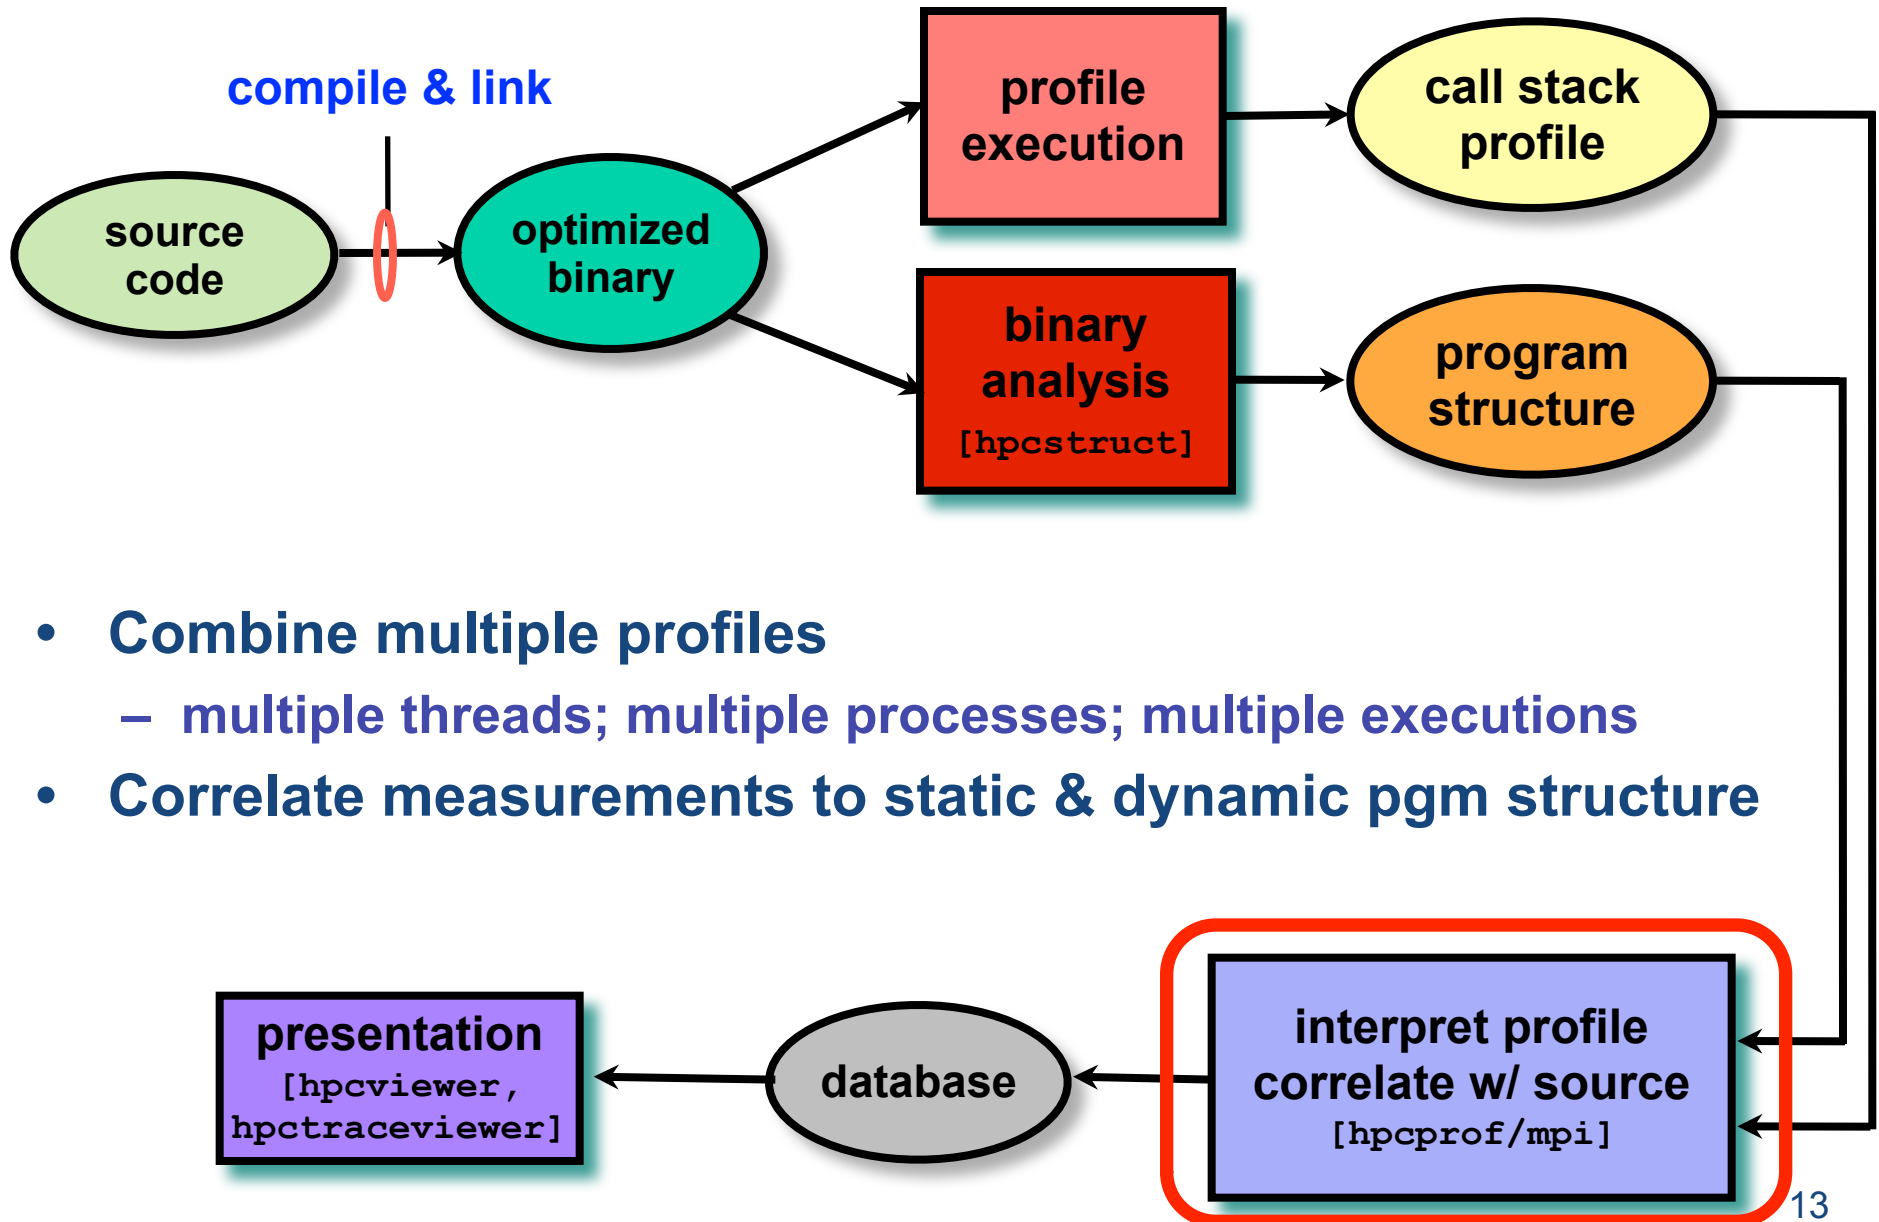 compile & link
source
code
optimized
binary
profile
execution
call stack
profile
binary
analysis
[hpcstruct]
program
structure
• Combine multiple profiles
– multiple threads; multiple processes; multiple executions
• Correlate measurements to static & dynamic pgm structure
presentation
[hpcviewer,
hpctraceviewer]
database
interpret profile
correlate w/ source
[hpcprof/mpi]
13